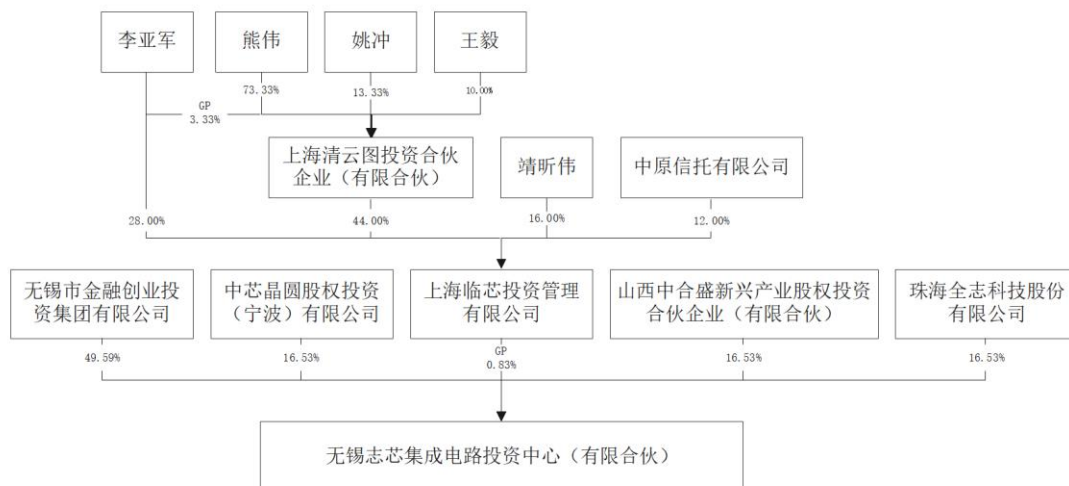 李亚军
熊伟
姚冲
王毅
73.33%
13.33%
10.00%
GP
3.33%
上海清云图投资合伙
企业（有限合伙）
靖昕伟
中原信托有限公司
28.00%
44.00%
16.00%
12.00%
无锡市金融创业投
资集团有限公司
中芯晶圆股权投资
（宁波）有限公司
上海临芯投资管理
有限公司
山西中合盛新兴产业股权投资
合伙企业（有限合伙）
珠海全志科技股份
有限公司
49.59%
16.53%
GP
0.83%
16.53%
16.53%
无锡志芯集成电路投资中心（有限合伙）